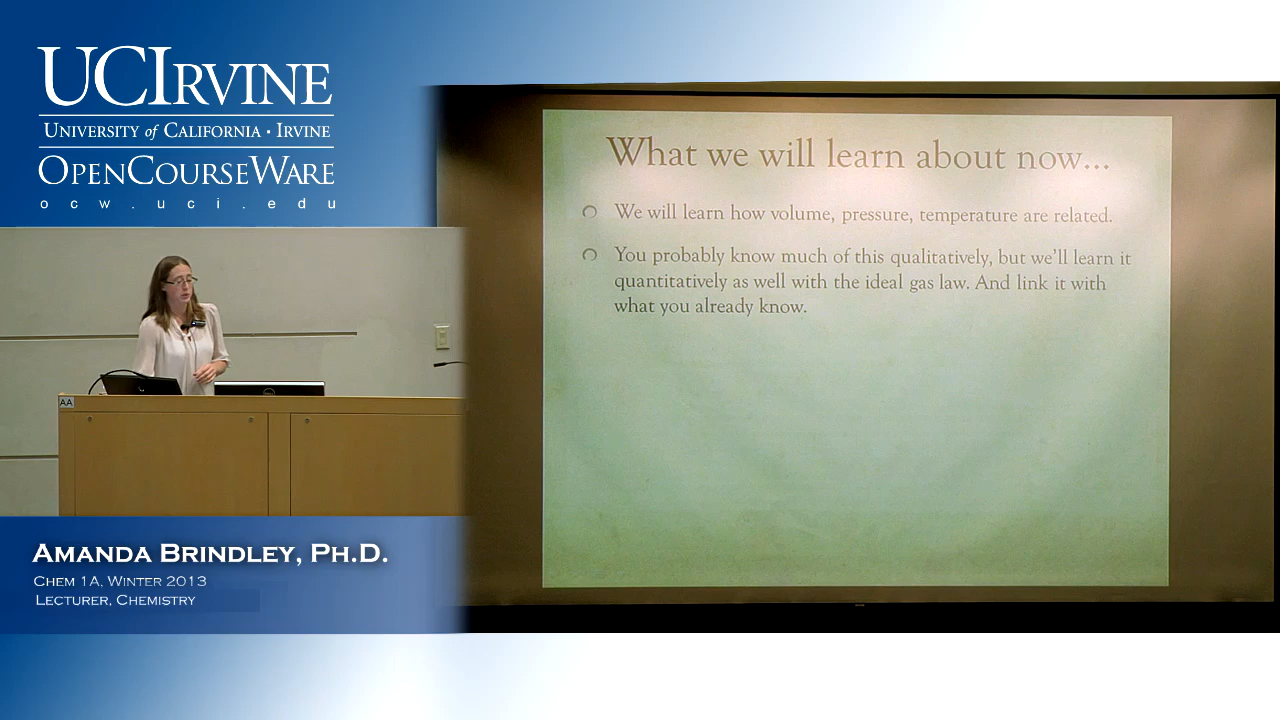 UCIRVINE
UNIVERSITY of CALIFORNIA · IRVINE
OPENCOURSEWARE
ocw.uci.edu
AA
AMANDA BRINDLEY, PH.D.
CHEM 1A, WINTER 2013
LECTURER, CHEMISTRY
What we will learn about now...
We will learn how volume, pressure, temperature are related.
You probably know much of this qualitatively, but we'll learn it
quantitatively as well with the ideal gas law. And link it with
what you already know.